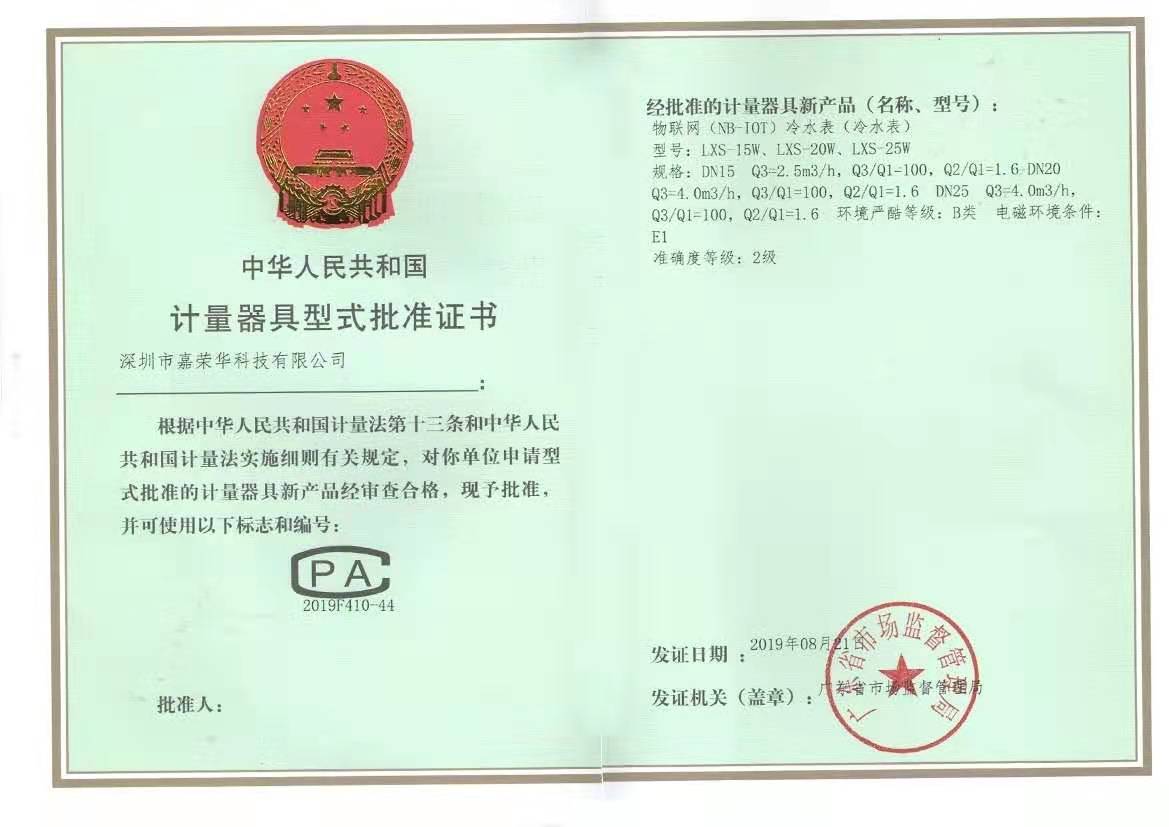 中华人民共和国
计量器具型式批准证书
深圳市嘉荣华科技有限公司
：
根据中华人民共和国计量法第十三条和中华人民
共和国计量法实施细则有关规定，对你单位申请型
式批准的计量器具新产品经审查合格，现予批准，
并可使用以下标志和编号：
CPA
2019F410-44
批准人：
经批准的计量器具新产品（名称、型号）：
物联网（NB-IOT）冷水表（冷水表）
型号：LXS-15W、LXS-20W、LXS-25W
规格：DN15 Q3=2.5m3/h，Q3/Q1=100，Q2/Q1=1.6 DN20
Q3=4.0m3/h，Q3/Q1=100，Q2/Q1=1.6 DN25 Q3=4.0m3/h，
Q3/Q1=100，Q2/Q1=1.6 环境严酷等级：B类 电磁环境条件：
E1
准确度等级：2级
发证日期：2019年08月21日
发证机关（盖章）：广东省市场监督管理局
广东省市场监督管理局